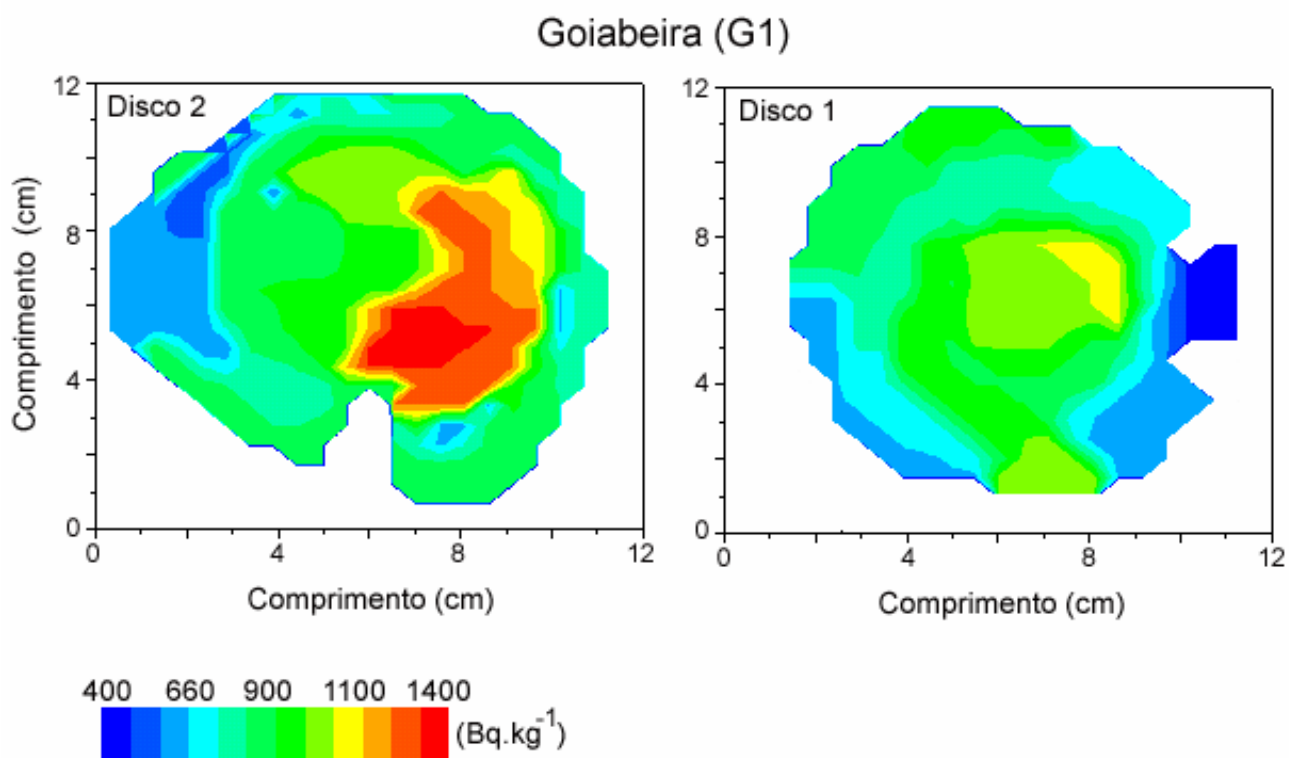 Goiabeira (G1)
Disco 2
12
8
4
0
Comprimento (cm)
0 4 8 12
Comprimento (cm)
Disco 1
12
8
4
0
0 4 8 12
Comprimento (cm)
400 660 900 1100 1400
(Bq.kg⁻¹)